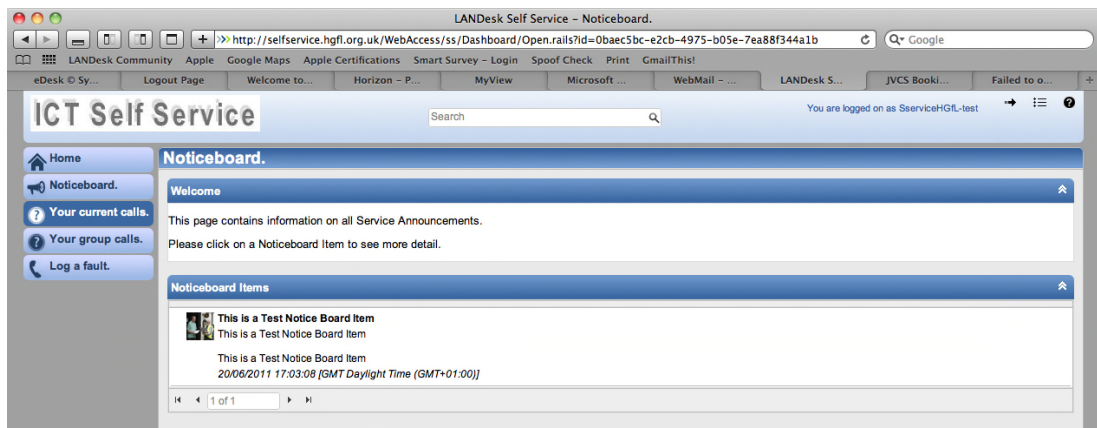 LANDesk Self Service – Noticeboard.
http://selfservice.hgfl.org.uk/WebAccess/ss/Dashboard/Open.rails?id=0baec5bc-e2cb-4975-b05e-7ea88f344a1b
Google
LANDesk Community Apple Google Maps Apple Certifications Smart Survey – Login Spoof Check Print GmailThis!
eDesk © Sy... Logout Page Welcome to... Horizon – P... MyView Microsoft ... WebMail – ... LANDesk S... JVCS Booki... Failed to o...
ICT Self Service
Search
You are logged on as SserviceHGfL-test
Home
Noticeboard.
Your current calls.
Your group calls.
Log a fault.
Noticeboard.
Welcome
This page contains information on all Service Announcements.
Please click on a Noticeboard Item to see more detail.
Noticeboard Items
This is a Test Notice Board Item
This is a Test Notice Board Item
This is a Test Notice Board Item
20/06/2011 17:03:08 [GMT Daylight Time (GMT+01:00)]
1 of 1